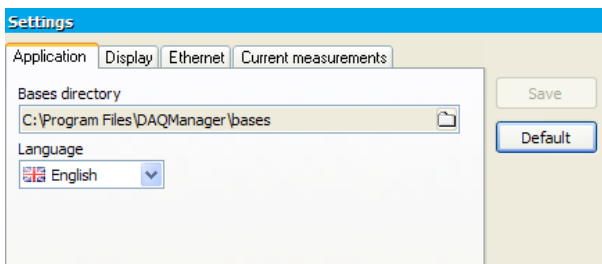 Settings
Application Display Ethernet Current measurements
Bases directory
Save
C:\Program Files\DAQManager\bases
Default
Language
English